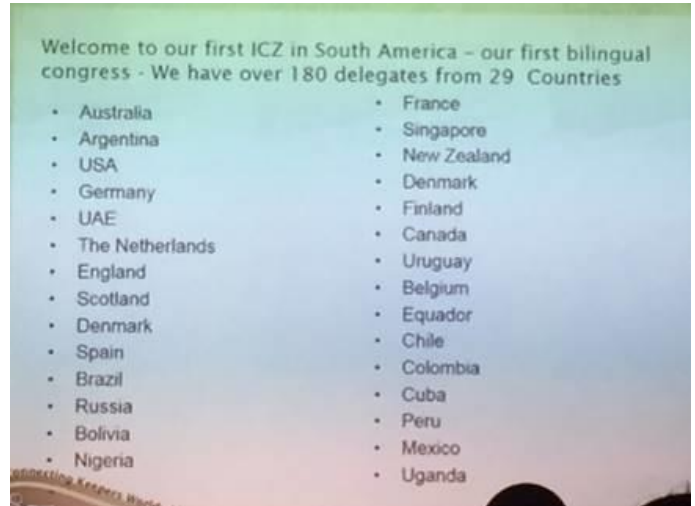 Welcome to our first ICZ in South America – our first bilingual
congress - We have over 180 delegates from 29 Countries
• Australia
• Argentina
• USA
• Germany
• UAE
• The Netherlands
• England
• Scotland
• Denmark
• Spain
• Brazil
• Russia
• Bolivia
• Nigeria
• France
• Singapore
• New Zealand
• Denmark
• Finland
• Canada
• Uruguay
• Belgium
• Equador
• Chile
• Colombia
• Cuba
• Peru
• Mexico
• Uganda
Keepers